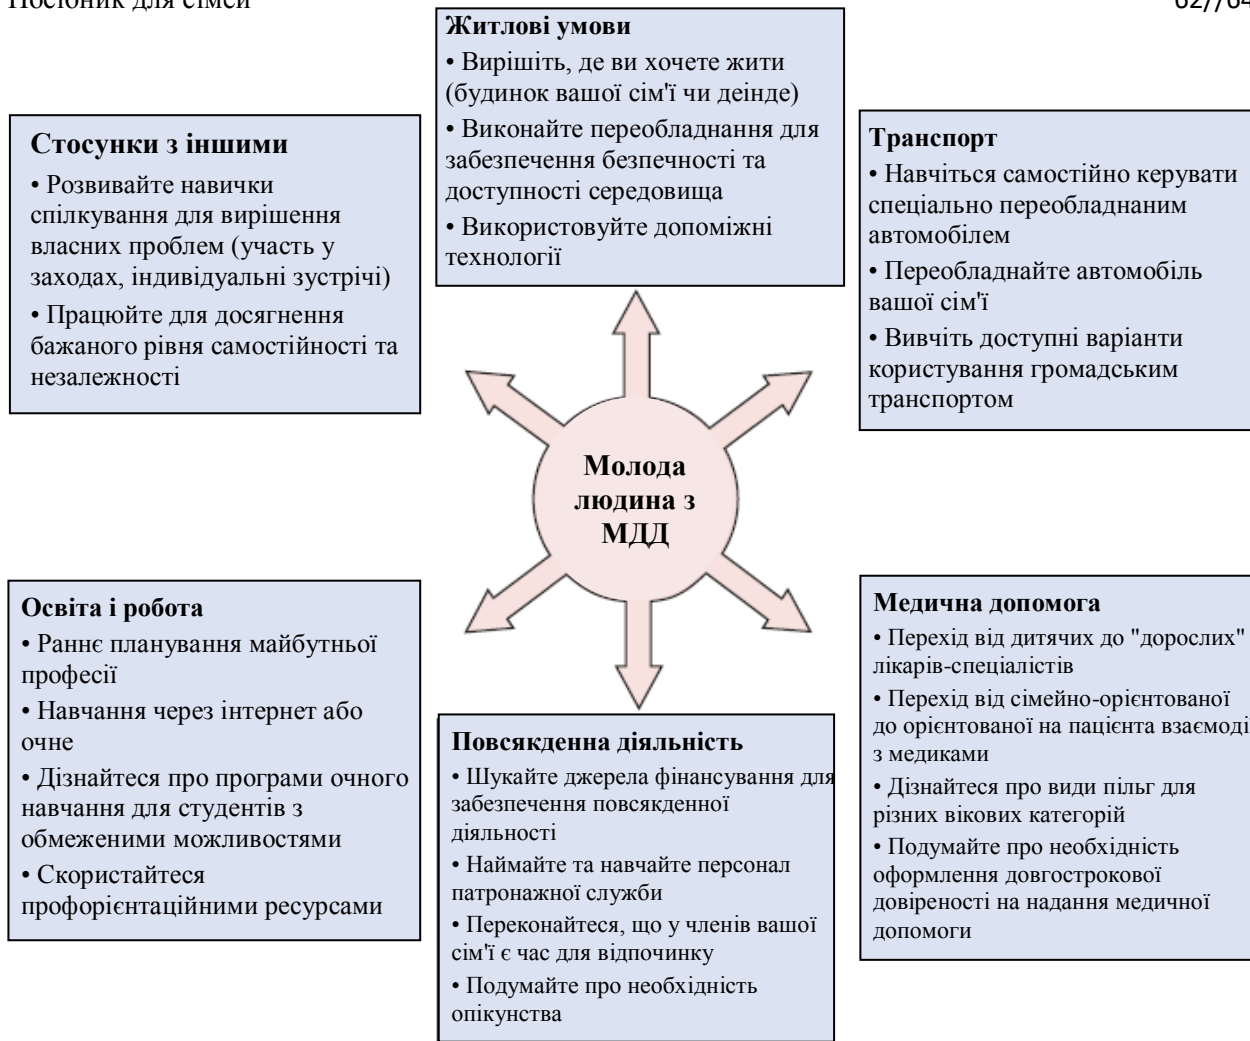 Посібник для сімей
62//64
Житлові умови
• Вирішіть, де ви хочете жити
(будинок вашої сім'ї чи деінде)
• Виконайте переобладнання для
забезпечення безпечності та
доступності середовища
• Використовуйте допоміжні
технології
Стосунки з іншими
• Розвивайте навички
спілкування для вирішення
власних проблем (участь у
заходах, індивідуальні зустрічі)
• Працюйте для досягнення
бажаного рівня самостійності та
незалежності
Транспорт
• Навчіться самостійно керувати
спеціально переобладнаним
автомобілем
• Переобладнайте автомобіль
вашої сім'ї
• Вивчіть доступні варіанти
користування громадським
транспортом
Молода
людина з
МДД
Освіта і робота
• Раннє планування майбутньої
професії
• Навчання через інтернет або
очне
• Дізнайтеся про програми очного
навчання для студентів з
обмеженими можливостями
• Скористайтеся
профорієнтаційними ресурсами
Повсякденна діяльність
• Шукайте джерела фінансування для
забезпечення повсякденної
діяльності
• Наймайте та навчайте персонал
патронажної служби
• Переконайтеся, що у членів вашої
сім'ї є час для відпочинку
• Подумайте про необхідність
опікунства
Медична допомога
• Перехід від дитячих до "дорослих"
лікарів-спеціалістів
• Перехід від сімейно-орієнтованої
до орієнтованої на пацієнта взаємодії
з медиками
• Дізнайтеся про види пільг для
різних вікових категорій
• Подумайте про необхідність
оформлення довгострокової
довіреності на надання медичної
допомоги